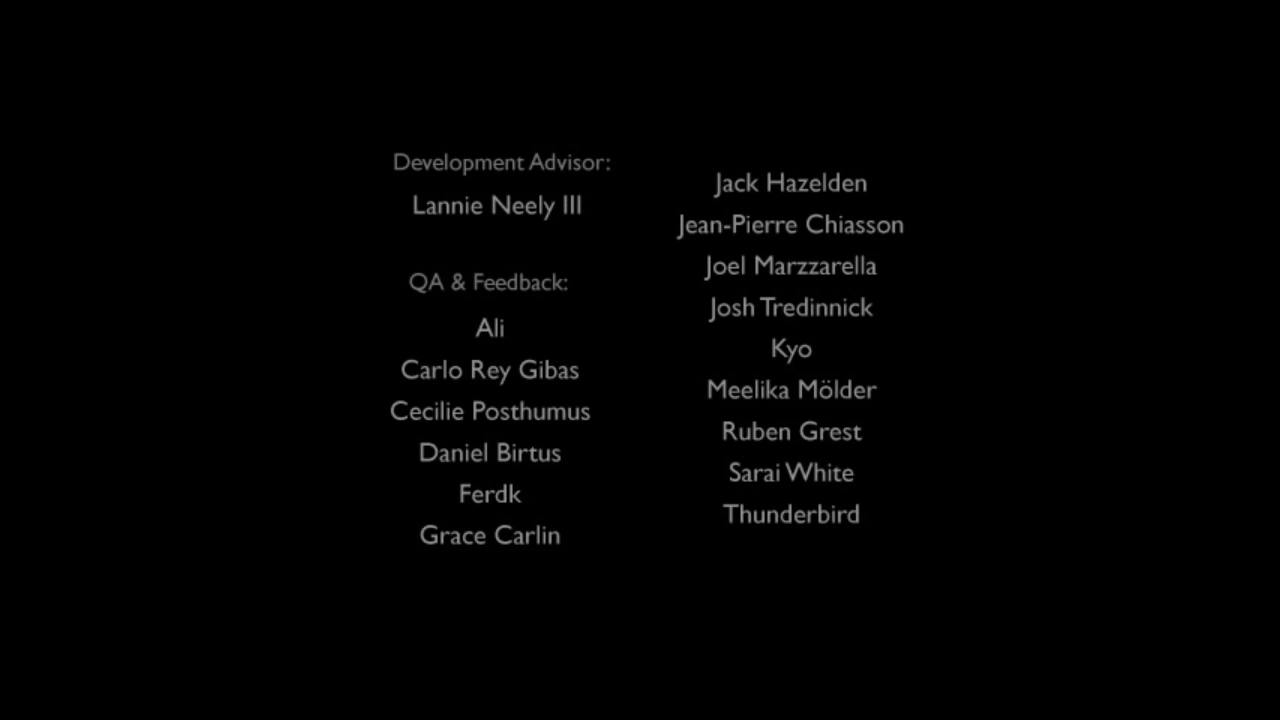 Development Advisor:
Lannie Neely III
QA & Feedback:
Ali
Carlo Rey Gibas
Cecilie Posthumus
Daniel Birtus
Ferdk
Grace Carlin
Jack Hazelden
Jean-Pierre Chiasson
Joel Marzzarella
Josh Tredinnick
Kyo
Meelika Mölder
Ruben Grest
Sarai White
Thunderbird